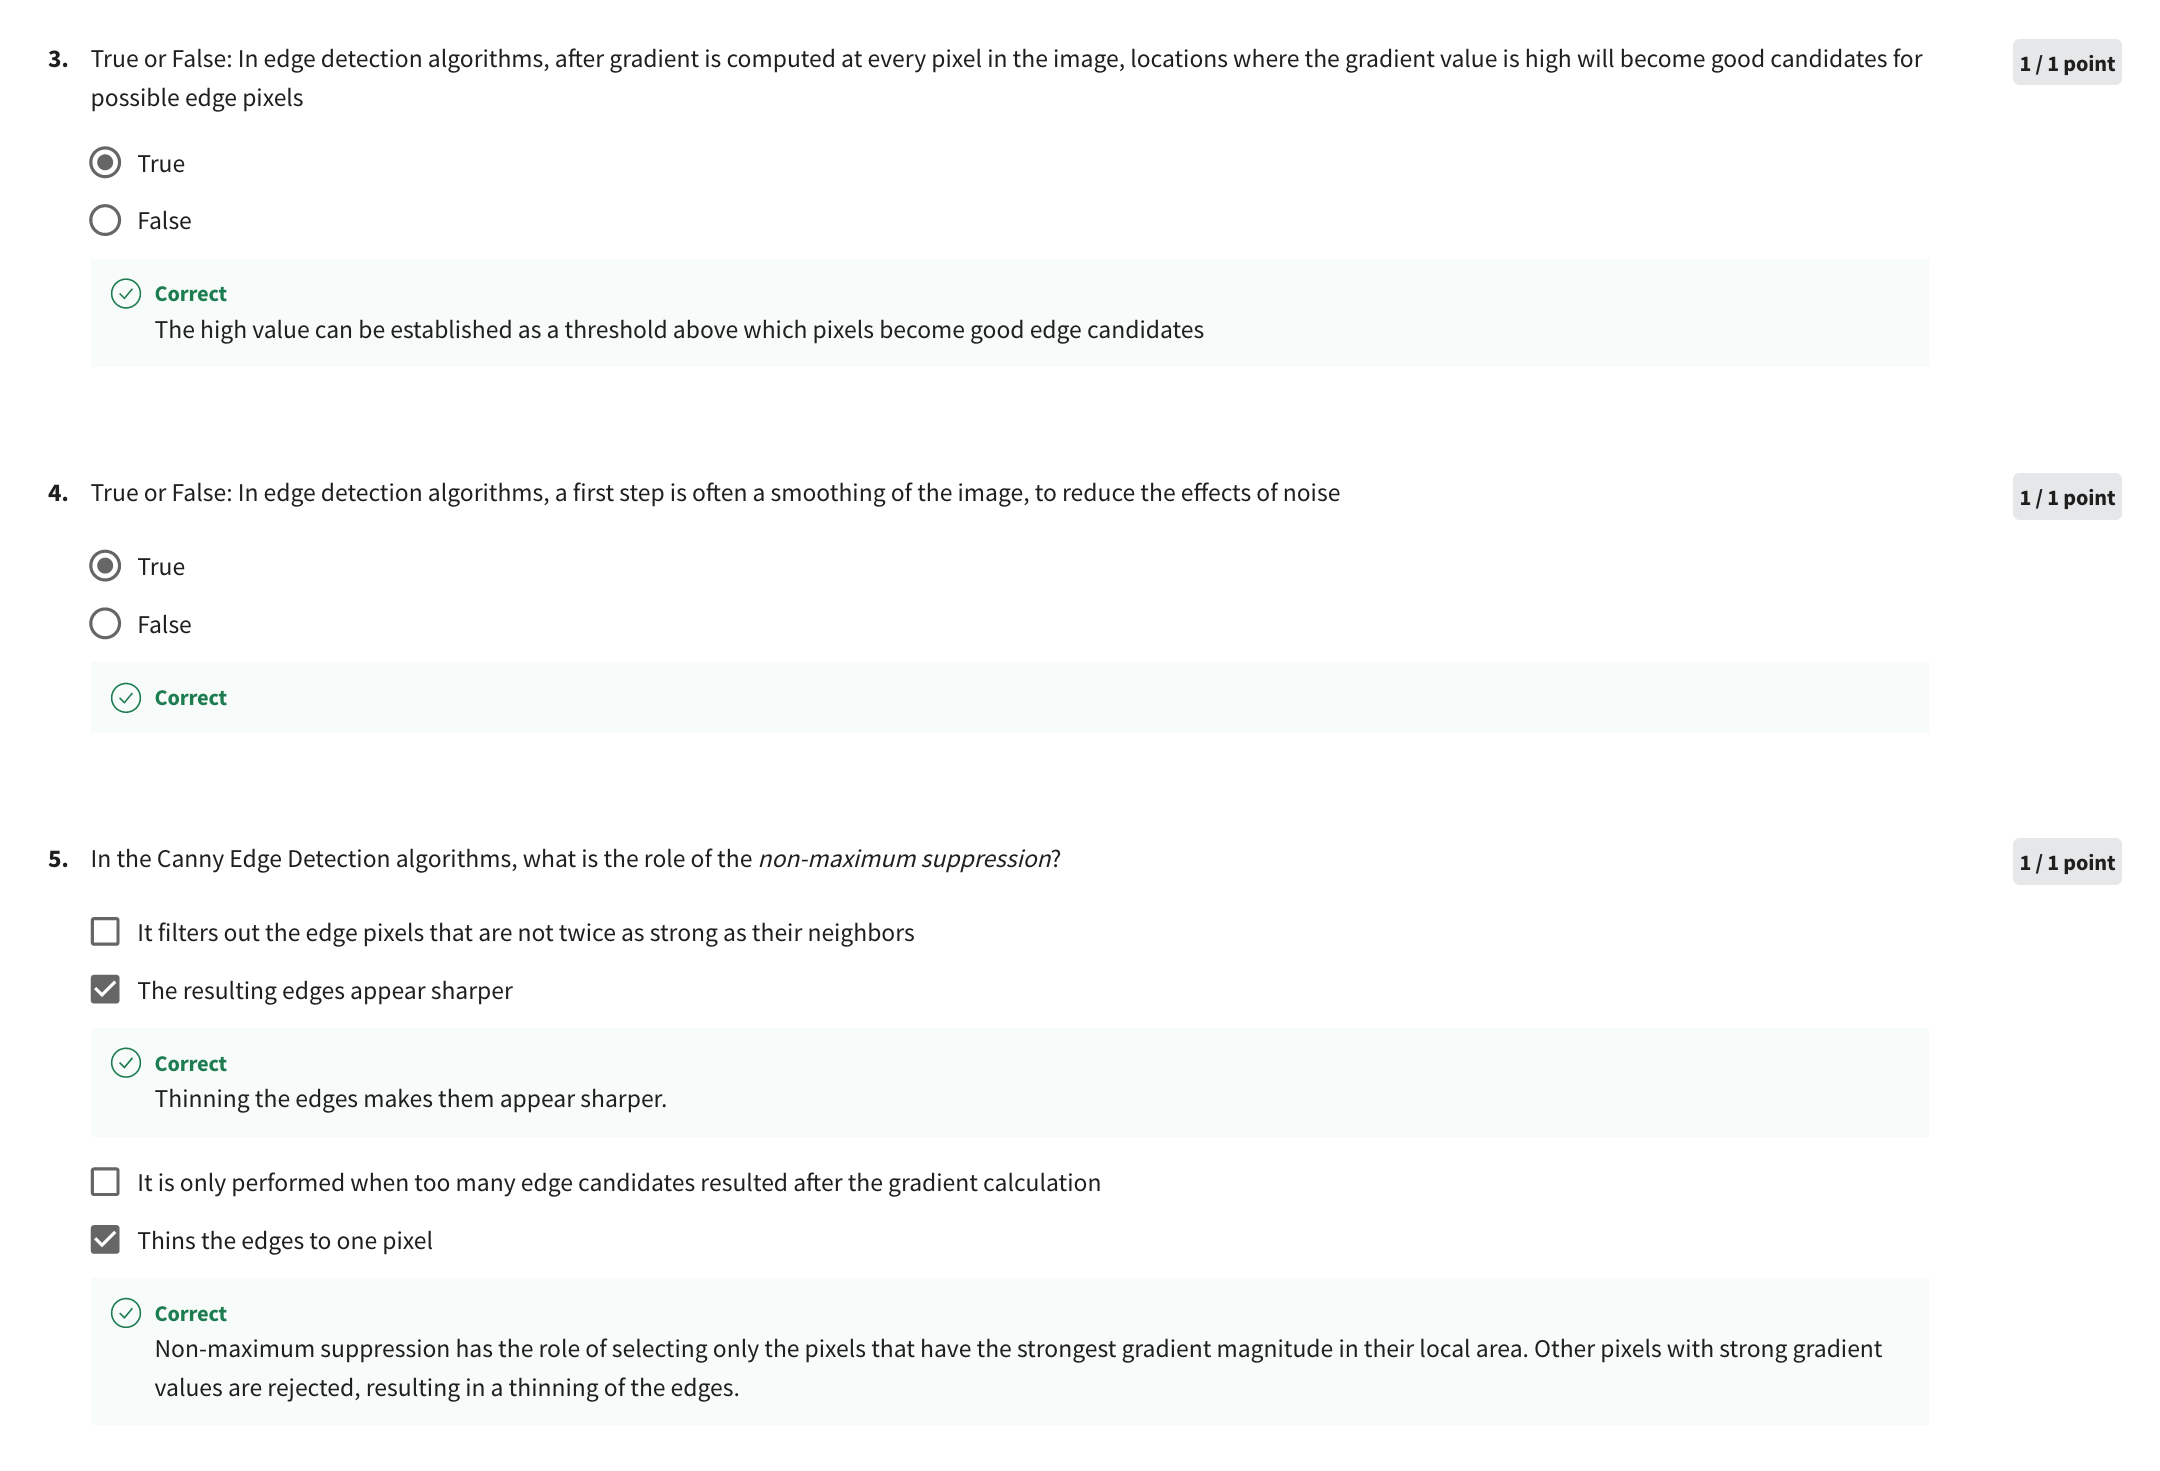 3. True or False: In edge detection algorithms, after gradient is computed at every pixel in the image, locations where the gradient value is high will become good candidates for
possible edge pixels
1 / 1 point
True
False
Correct
The high value can be established as a threshold above which pixels become good edge candidates
4. True or False: In edge detection algorithms, a first step is often a smoothing of the image, to reduce the effects of noise
1 / 1 point
True
False
Correct
5. In the Canny Edge Detection algorithms, what is the role of the non-maximum suppression?
1 / 1 point
It filters out the edge pixels that are not twice as strong as their neighbors
The resulting edges appear sharper
Correct
Thinning the edges makes them appear sharper.
It is only performed when too many edge candidates resulted after the gradient calculation
Thins the edges to one pixel
Correct
Non-maximum suppression has the role of selecting only the pixels that have the strongest gradient magnitude in their local area. Other pixels with strong gradient
values are rejected, resulting in a thinning of the edges.